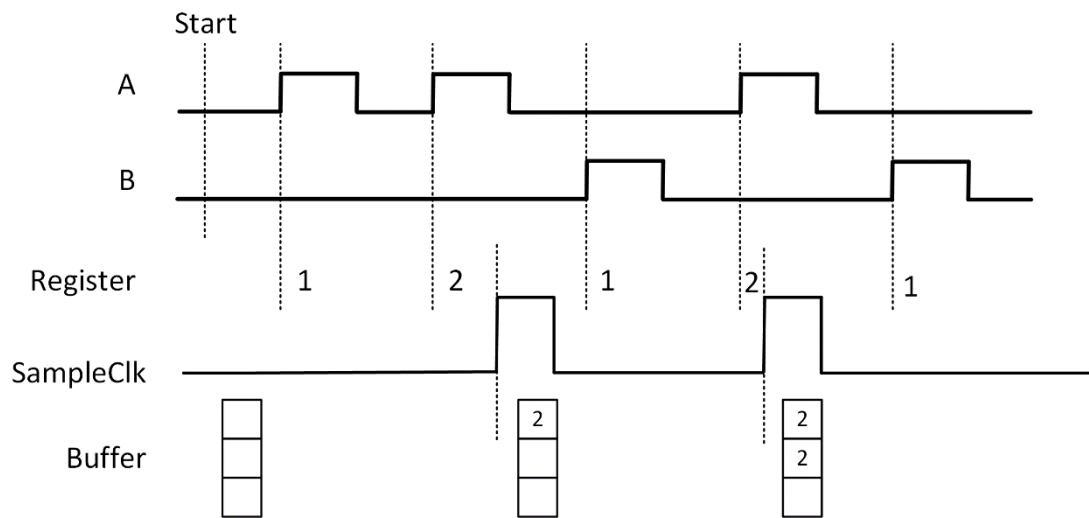 Start
A
B
Register 1 2 1 2 1
SampleClk
2 2
Buffer 2